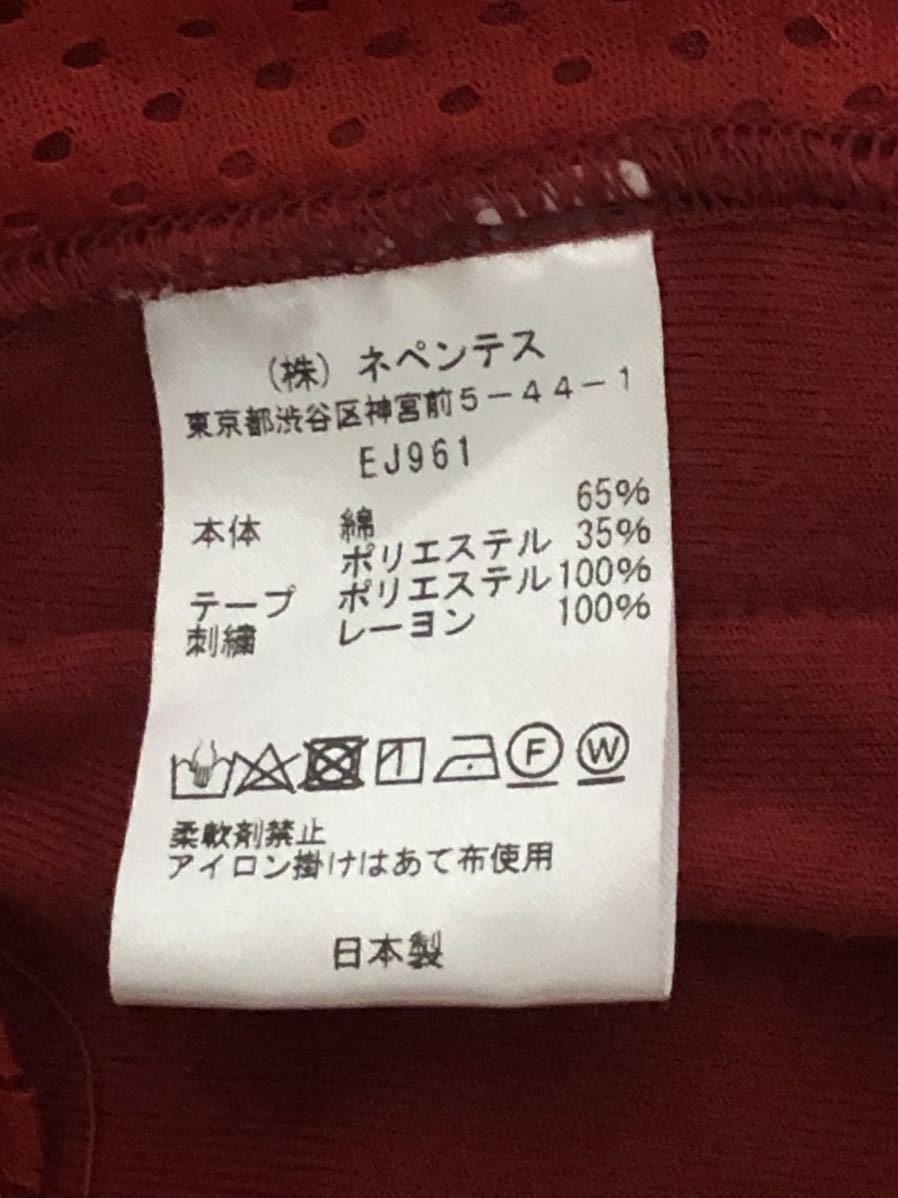 (株) ネペンテス
東京都渋谷区神宮前5-44-1
EJ961
本体 綿 65%
ポリエステル 35%
テープ ポリエステル 100%
刺繍 レーヨン 100%
F W
柔軟剤禁止
アイロン掛けはあて布使用
日本製